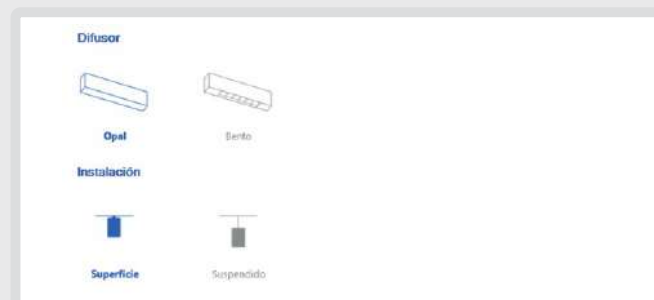 Difusor
Opal Bento
Instalación
Superficie Suspendido